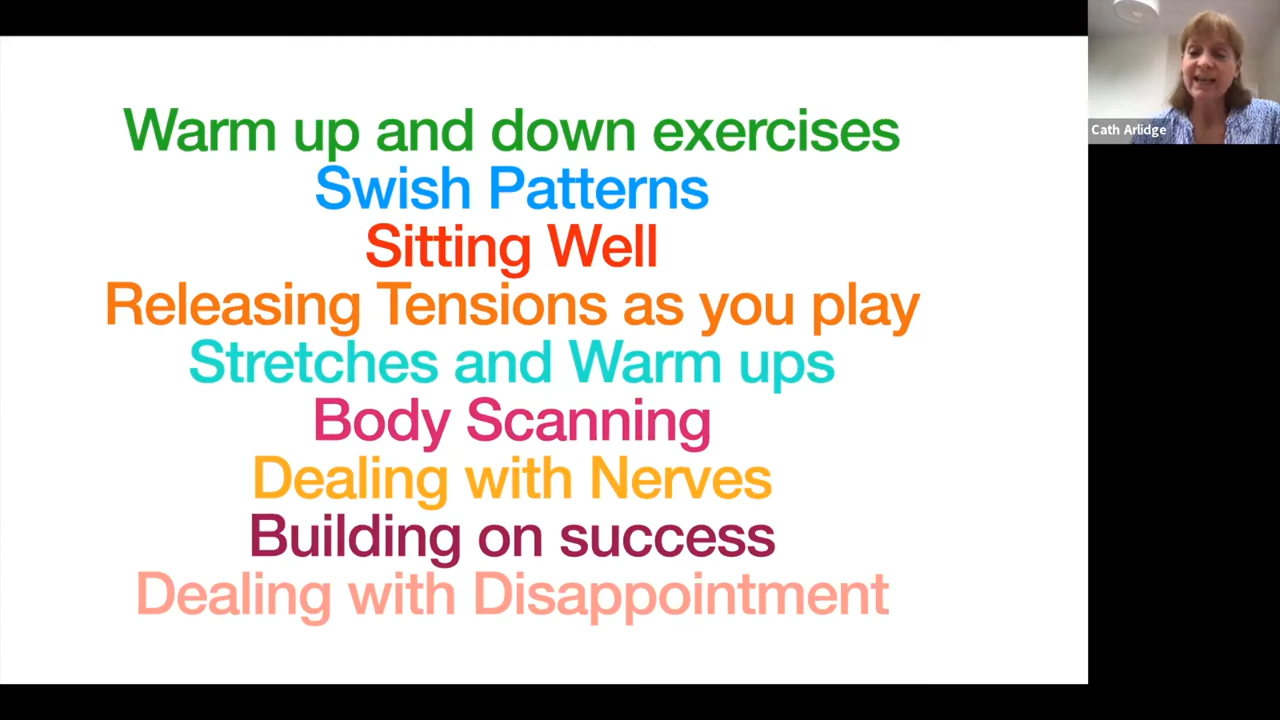 Warm up and down exercises
Swish Patterns
Sitting Well
Releasing Tensions as you play
Stretches and Warm ups
Body Scanning
Dealing with Nerves
Building on success
Dealing with Disappointment
Cath Arlidge